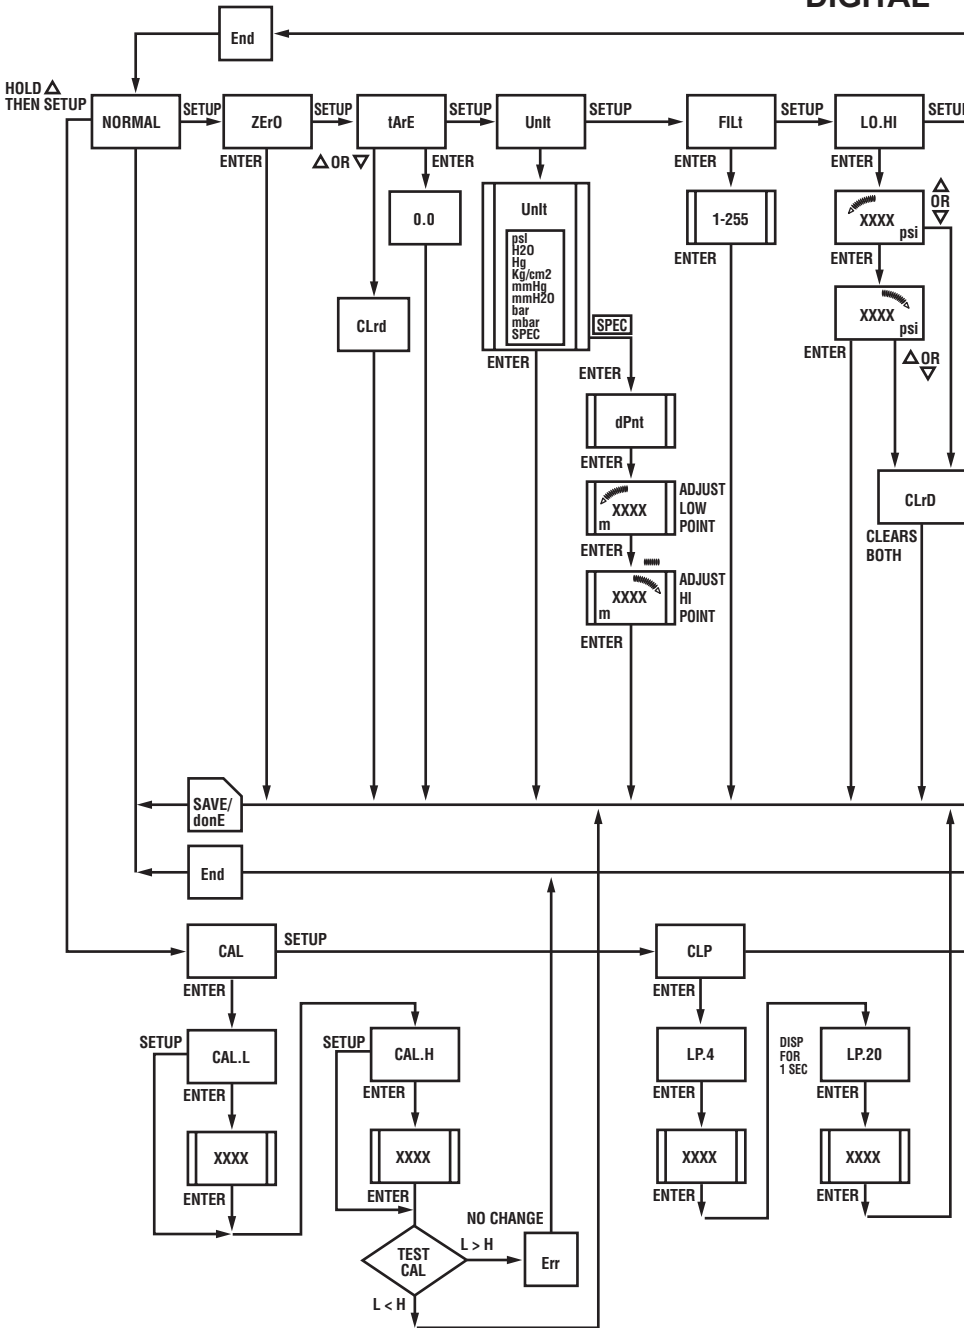 DIGITAL
End
HOLD △
THEN SETUP
NORMAL
SETUP
ZErO
SETUP
tArE
SETUP
UnIt
SETUP
FILt
SETUP
LO.HI
SETUP
ENTER
△ OR ▽
ENTER
ENTER
ENTER
0.0
CLrd
UnIt
psI
H2O
Hg
Kg/cm2
mmHg
mmH2O
bar
mbar
SPEC
ENTER
SPEC
ENTER
dPnt
ENTER
XXXX
m
ADJUST
LOW
POINT
ENTER
XXXX
m
ADJUST
HI
POINT
ENTER
1-255
ENTER
XXXX
psi
△
OR
▽
ENTER
XXXX
psi
ENTER
△ OR
▽
CLrD
CLEARS
BOTH
SAVE/
donE
End
CAL
SETUP
CLP
ENTER
SETUP
CAL.L
ENTER
XXXX
ENTER
SETUP
CAL.H
ENTER
XXXX
ENTER
TEST
CAL
L > H
NO CHANGE
Err
L < H
ENTER
LP.4
ENTER
XXXX
ENTER
DISP
FOR
1 SEC
LP.20
ENTER
XXXX
ENTER